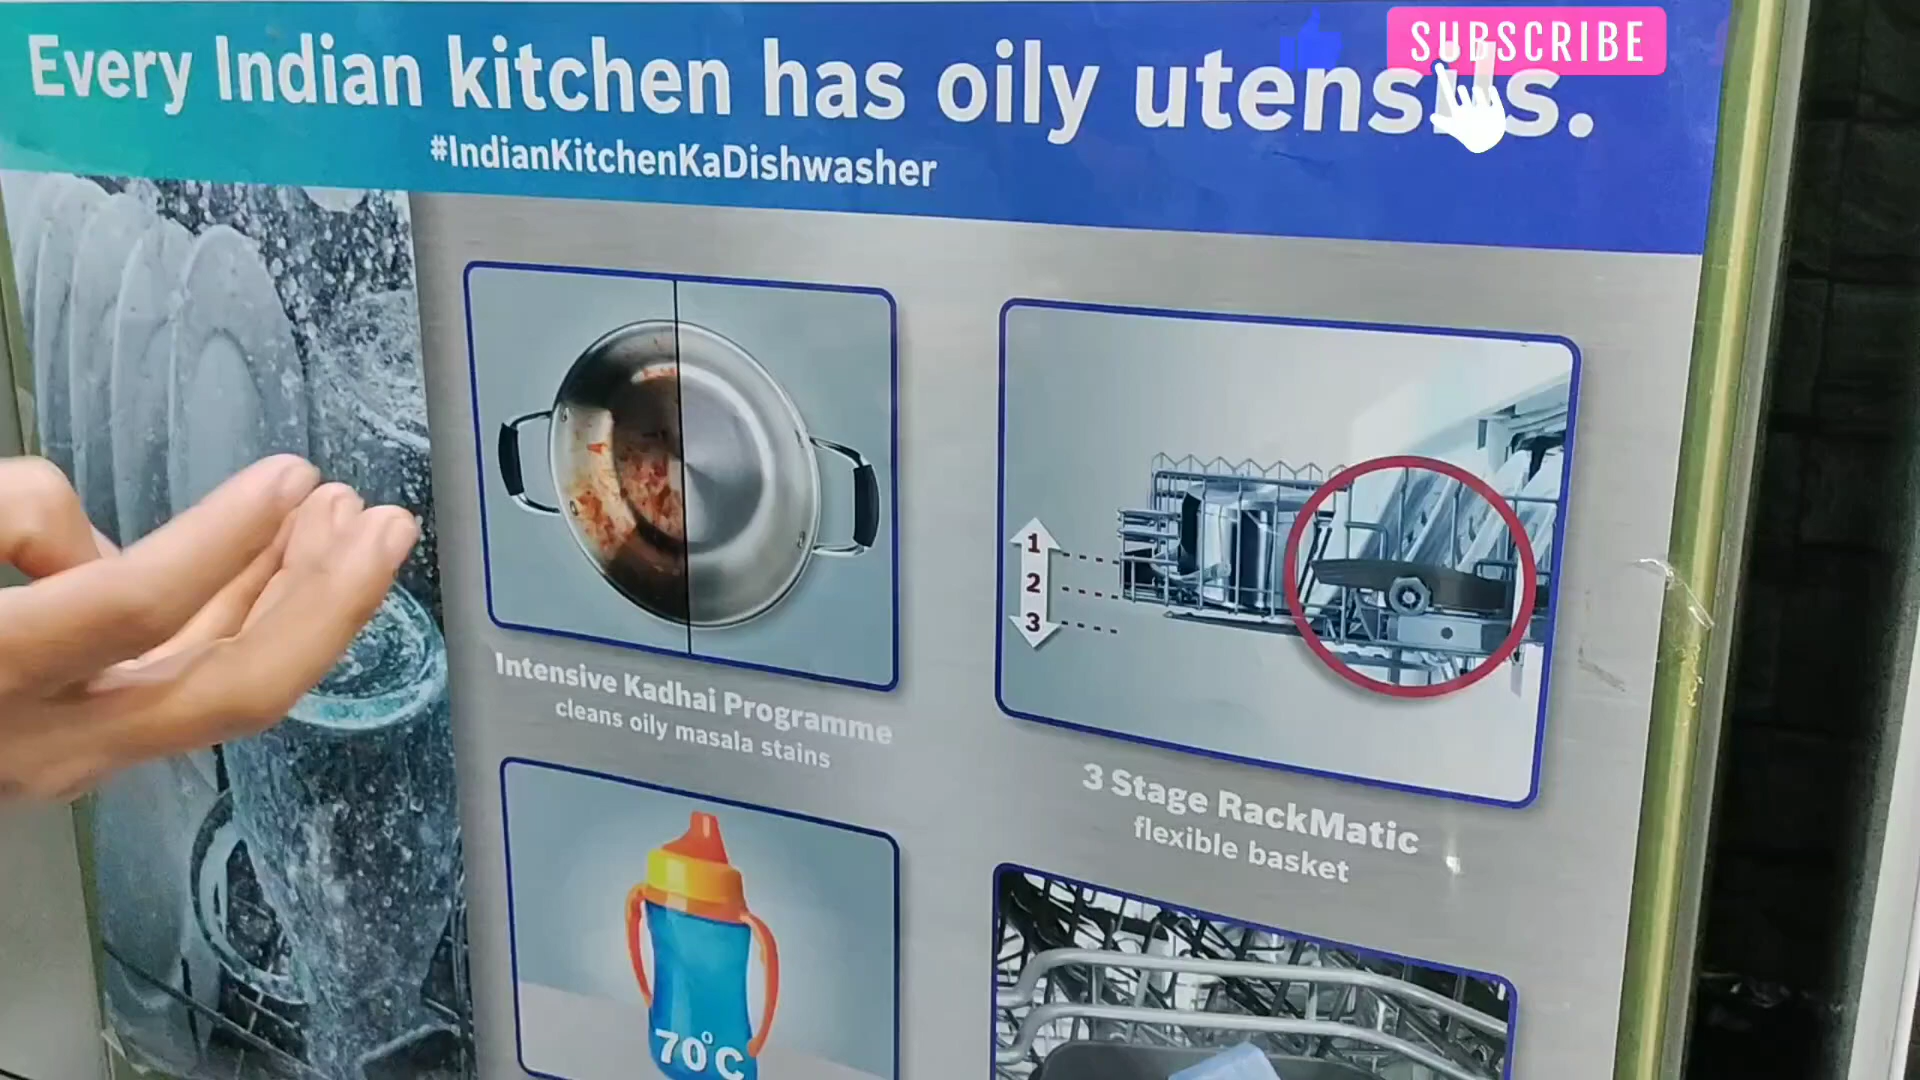 SUBSCRIBE
Every Indian kitchen has oily utensils.
#IndianKitchenKaDishwasher
1
2
3
Intensive Kadhai Programme
cleans oily masala stains
3 Stage RackMatic
flexible basket
70°C